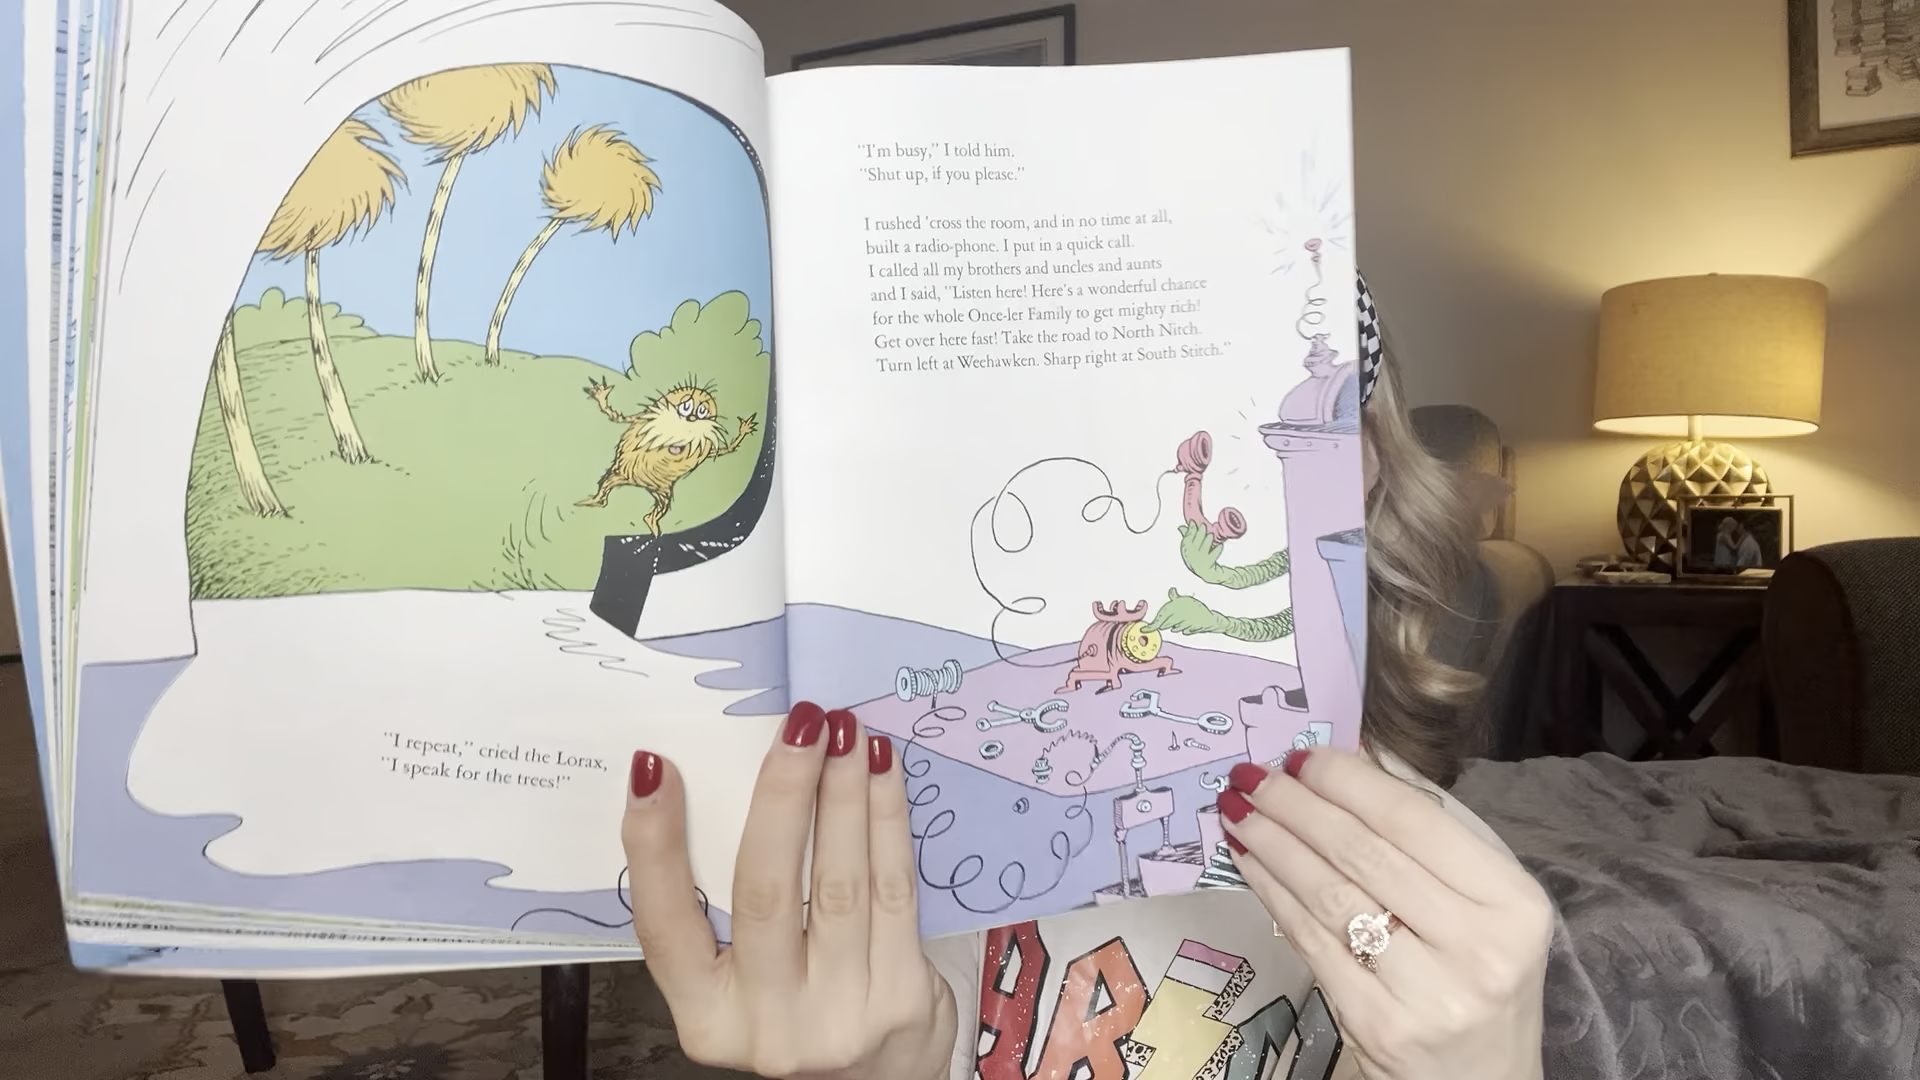 "I repeat," cried the Lorax,
"I speak for the trees!"
"I'm busy," I told him.
"Shut up, if you please."
I rushed 'cross the room, and in no time at all,
built a radio-phone. I put in a quick call.
I called all my brothers and uncles and aunts
and I said, "Listen here! Here's a wonderful chance
for the whole Once-ler Family to get mighty rich!
Get over here fast! Take the road to North Nitch.
Turn left at Weehawken. Sharp right at South Stitch."